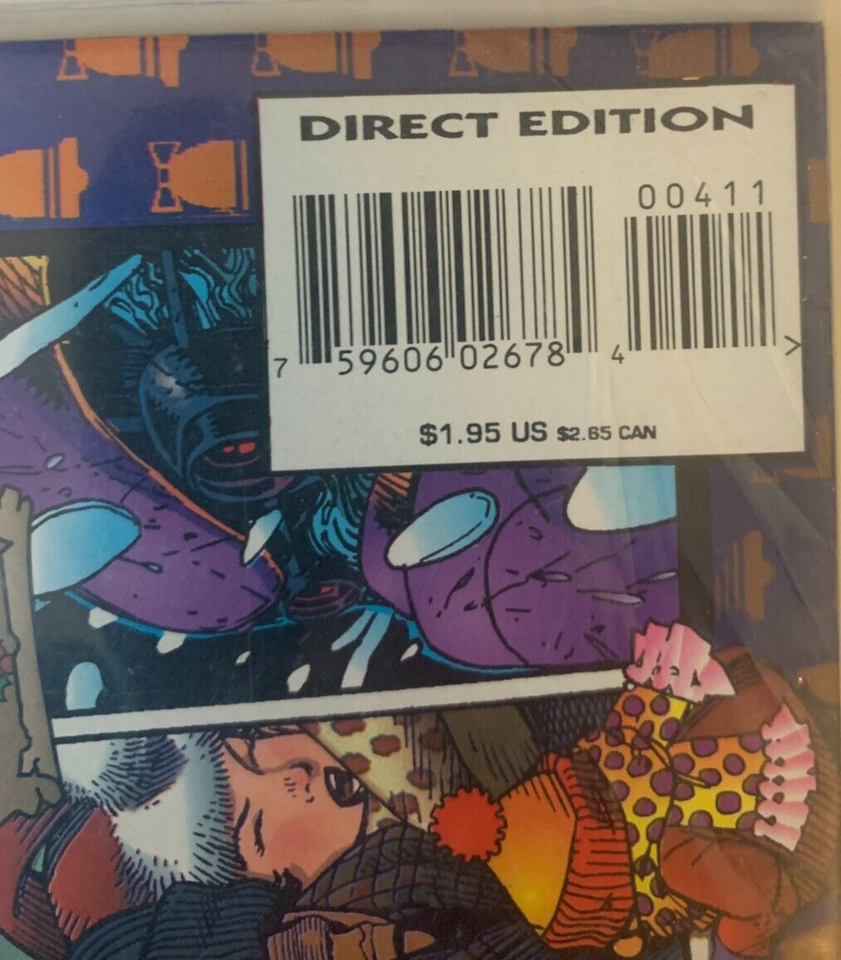 DIRECT EDITION
00411
7 59606 02678 4 >
$1.95 US $2.65 CAN